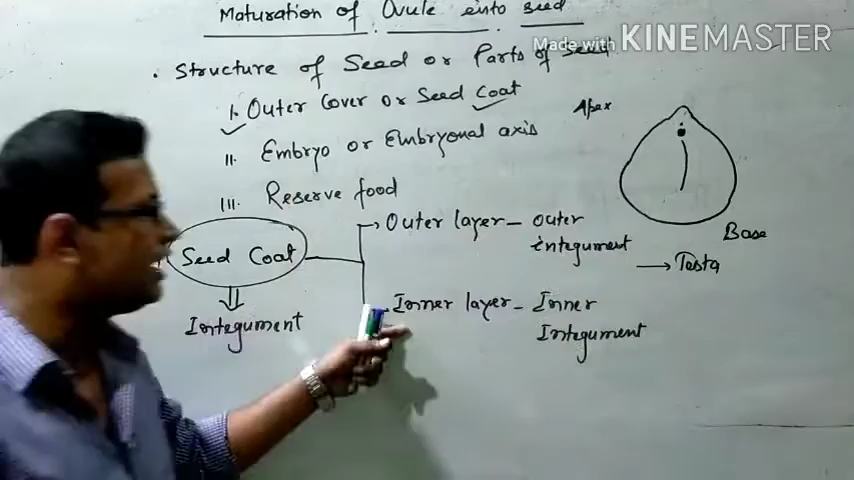 Maturation of Ovule into seed
Made with KINEMASTER
• Structure of Seed or Parts of Seed
I. Outer Cover or Seed Coat
II. Embryo or Embryonal axis
III. Reserve food
Apex
Base
Seed Coat
Integument
Outer layer - outer
integument
→ Testa
Inner layer - Inner
Integument